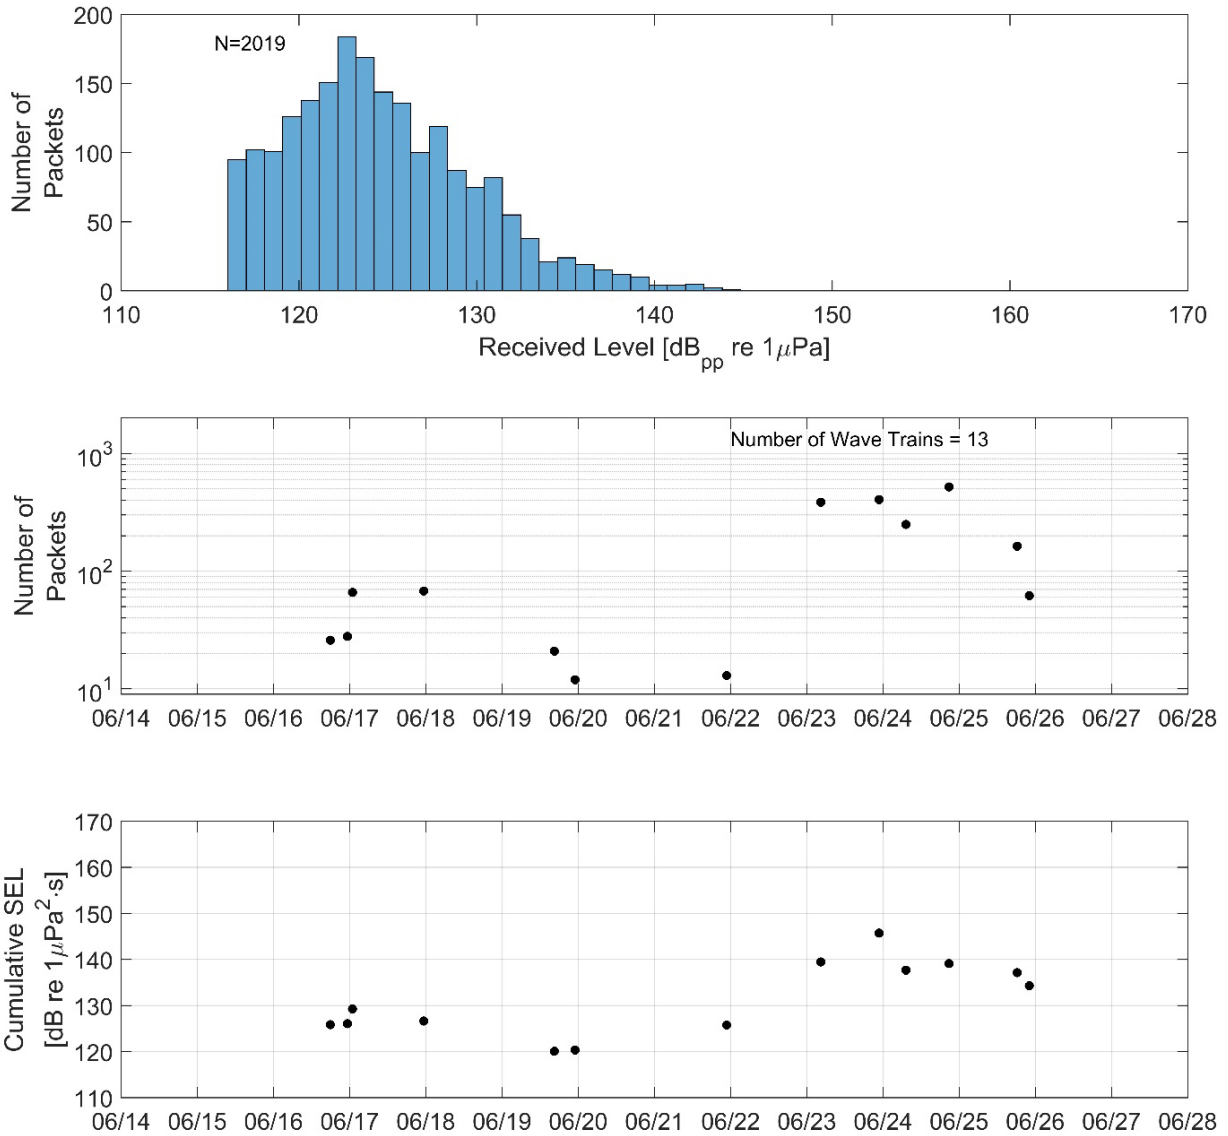 200
150
100
50
0
Number of
Packets
N=2019
110 120 130 140 150 160 170
Received Level [dBpp re 1μPa]
Number of Wave Trains = 13
10³
10²
10¹
Number of
Packets
06/14 06/15 06/16 06/17 06/18 06/19 06/20 06/21 06/22 06/23 06/24 06/25 06/26 06/27 06/28
170
160
150
140
130
120
110
Cumulative SEL
[dB re 1μPa²·s]
06/14 06/15 06/16 06/17 06/18 06/19 06/20 06/21 06/22 06/23 06/24 06/25 06/26 06/27 06/28